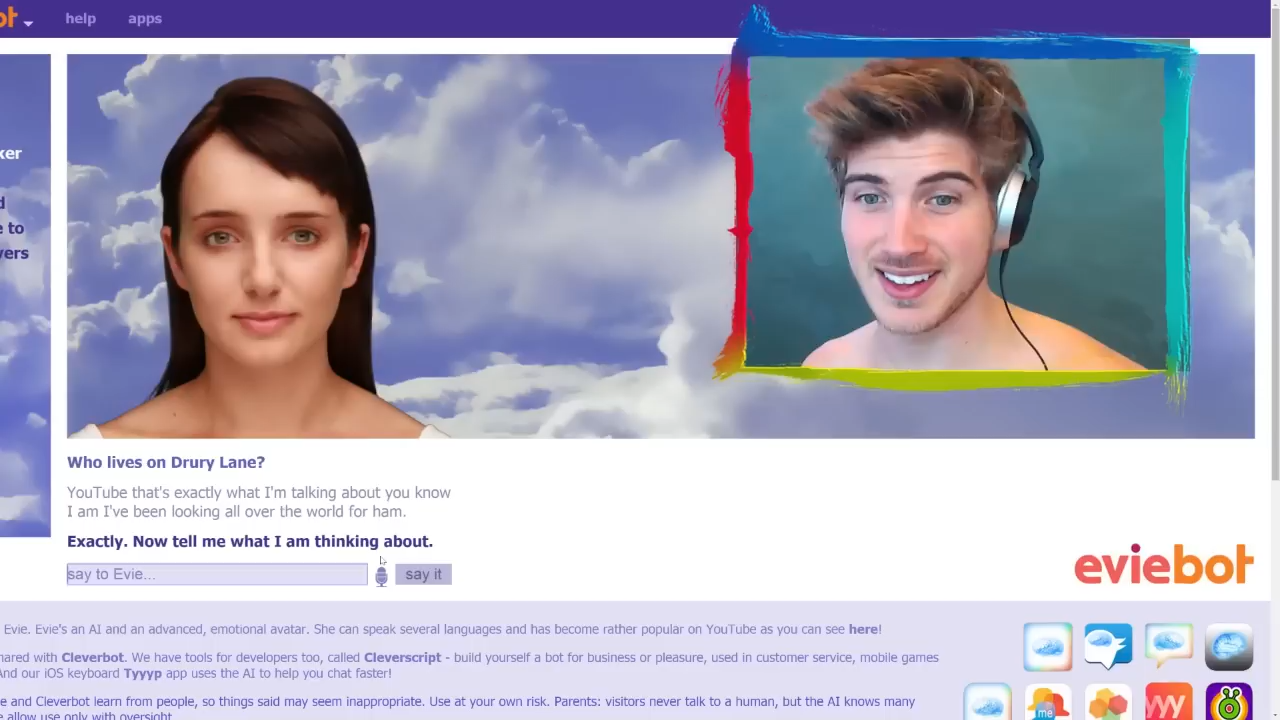 ot
help
apps
ker
d
e to
vers
Who lives on Drury Lane?
YouTube that's exactly what I'm talking about you know
I am I've been looking all over the world for ham.
Exactly. Now tell me what I am thinking about.
say to Evie...
say it
eviebot
Evie. Evie's an AI and an advanced, emotional avatar. She can speak several languages and has become rather popular on YouTube as you can see here!
hared with Cleverbot. We have tools for developers too, called Cleverscript - build yourself a bot for business or pleasure, used in customer service, mobile games
And our iOS keyboard Tyyyp app uses the AI to help you chat faster!
e and Cleverbot learn from people, so things said may seem inappropriate. Use at your own risk. Parents: visitors never talk to a human, but the AI knows many
e allow use only with oversight.
me